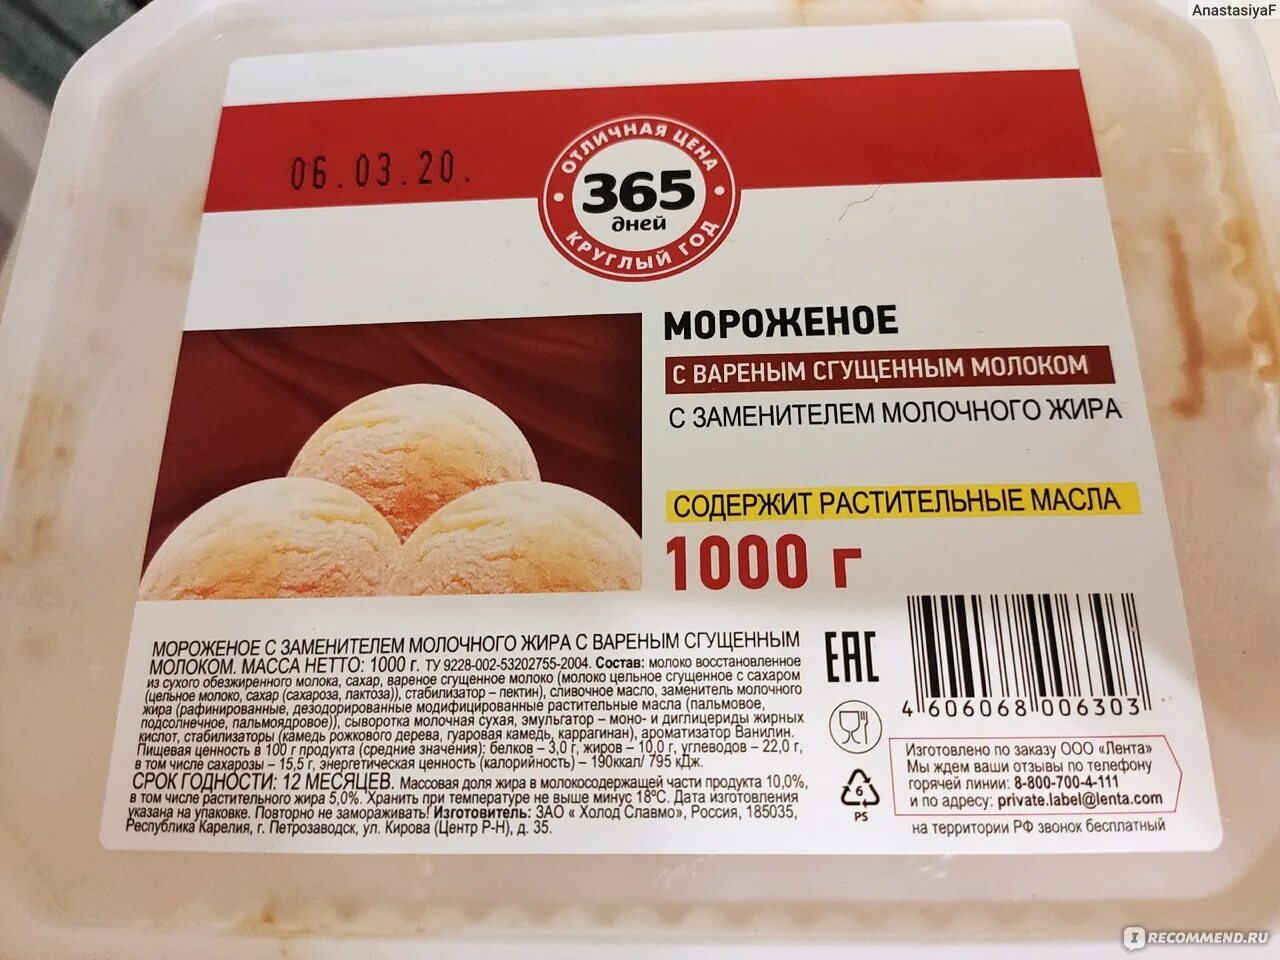 AnastasiyaF
06.03.20.
ОТЛИЧНАЯ ЦЕНА
365
дней
КРУГЛЫЙ ГОД
МОРОЖЕНОЕ
С ВАРЕНЫМ СГУЩЕННЫМ МОЛОКОМ
С ЗАМЕНИТЕЛЕМ МОЛОЧНОГО ЖИРА
СОДЕРЖИТ РАСТИТЕЛЬНЫЕ МАСЛА
1000 г
МОРОЖЕНОЕ С ЗАМЕНИТЕЛЕМ МОЛОЧНОГО ЖИРА С ВАРЕНЫМ СГУЩЕННЫМ
МОЛОКОМ. МАССА НЕТТО: 1000 г. ТУ 9228-002-53202755-2004. Состав: молоко восстановленное
из сухого обезжиренного молока, сахар, вареное сгущенное молоко (молоко цельное сгущенное с сахаром
(цельное молоко, сахар (сахароза, лактоза)), стабилизатор – пектин), сливочное масло, заменитель молочного
жира (рафинированные, дезодорированные модифицированные растительные масла (пальмовое,
подсолнечное, пальмоядровое)), сыворотка молочная сухая, эмульгатор – моно- и диглицериды жирных
кислот, стабилизаторы (камедь рожкового дерева, гуаровая камедь, каррагинан), ароматизатор Ванилин.
Пищевая ценность в 100 г продукта (средние значения): белков – 3,0 г, жиров – 10,0 г, углеводов – 22,0 г,
в том числе сахарозы – 15,5 г, энергетическая ценность (калорийность) – 190ккал/ 795 кДж.
СРОК ГОДНОСТИ: 12 МЕСЯЦЕВ. Массовая доля жира в молокосодержащей части продукта 10,0%,
в том числе растительного жира 5,0%. Хранить при температуре не выше минус 18°С. Дата изготовления
указана на упаковке. Повторно не замораживать! Изготовитель: ЗАО « Холод Славмо», Россия, 185035,
Республика Карелия, г. Петрозаводск, ул. Кирова (Центр Р-Н), д. 35.
ЕАС
4 606068 006303
6
PS
Изготовлено по заказу ООО «Лента»
Мы ждем ваши отзывы по телефону
горячей линии: 8-800-700-4-111
и по адресу: private.label@lenta.com
на территории РФ звонок бесплатный
IRECOMMEND.RU